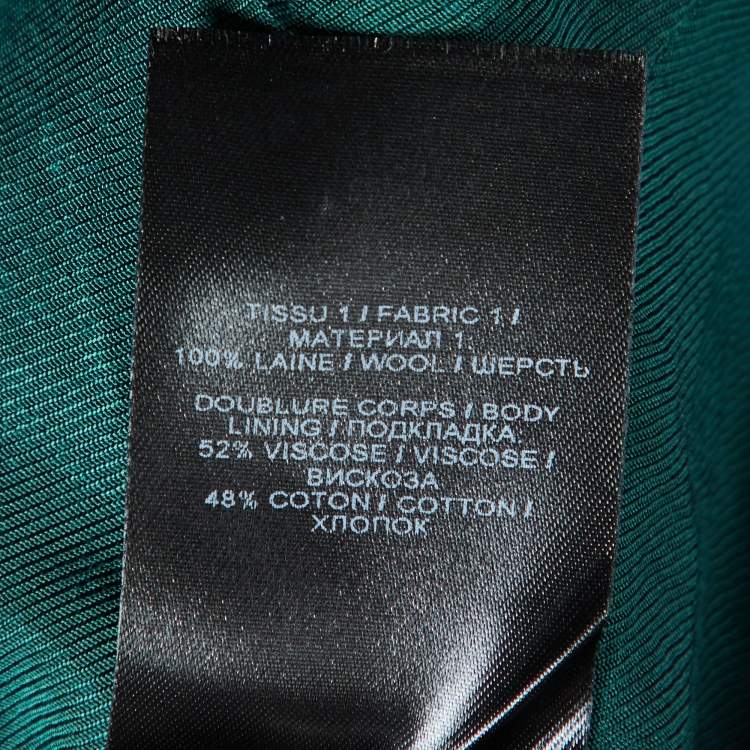 TISSU 1 / FABRIC 1 /
МАТЕРИАЛ 1.
100% LAINE / WOOL / ШЕРСТЬ
DOUBLURE CORPS / BODY
LINING / ПОДКЛАДКА.
52% VISCOSE / VISCOSE /
ВИСКОЗА
48% COTON / COTTON /
ХЛОПОК